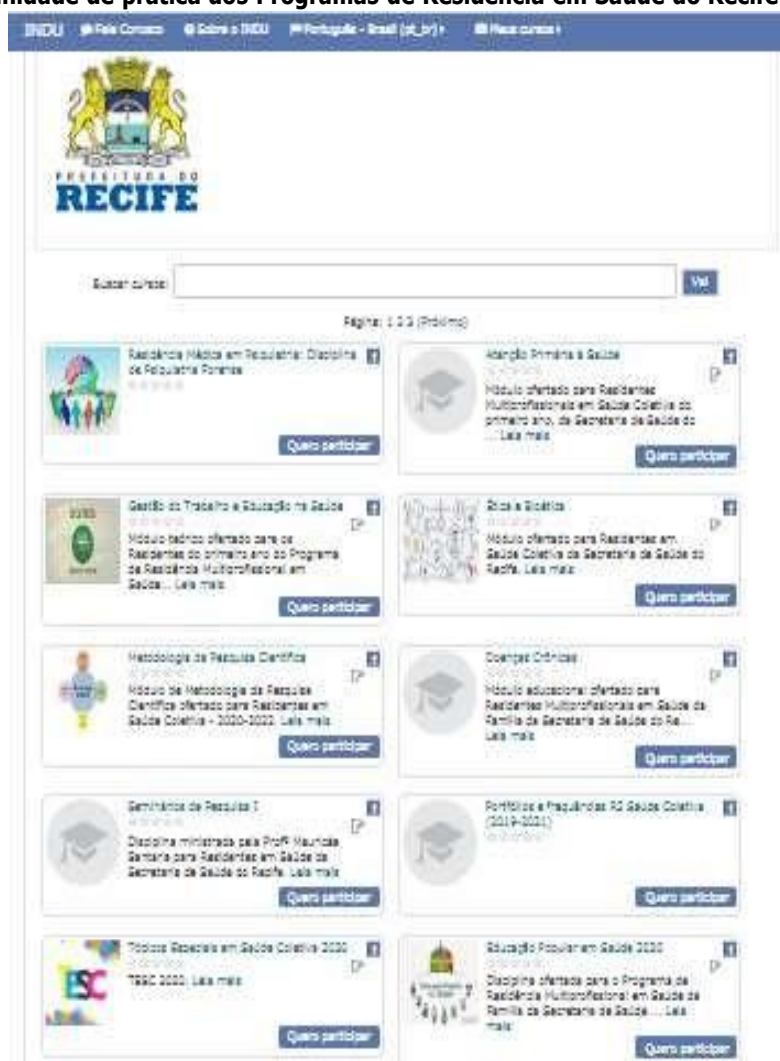 de prática dos Programas de Residência em Saúde do Recife
INDU Fale Conosco Sobre o INDU Português - Brasil (pt_br) Meus cursos
PREFEITURA DO
RECIFE
Buscar cursos: Vai
Página: 1 2 3 (Próximo)
Residência Médica em Psiquiatria: Disciplina
de Psiquiatria Forense
Quero participar
Atenção Primária à Saúde
Módulo ofertado para Residentes
Multiprofissionais em Saúde Coletiva do
primeiro ano, da Secretaria de Saúde do
... Leia mais
Quero participar
Gestão do Trabalho e Educação na Saúde
Módulo teórico ofertado para os
Residentes do primeiro ano do Programa
de Residência Multiprofissional em
Saúde... Leia mais
Quero participar
Ética e Bioética
Módulo ofertado para Residentes em
Saúde Coletiva da Secretaria de Saúde do
Recife. Leia mais
Quero participar
Metodologia da Pesquisa Científica
Módulo de Metodologia da Pesquisa
Científica ofertado para Residentes em
Saúde Coletiva - 2020-2022. Leia mais
Quero participar
Doenças Crônicas
Módulo educacional ofertado para
Residentes Multiprofissionais em Saúde da
Família da Secretaria de Saúde do Re...
Leia mais
Quero participar
Seminários de Pesquisa I
Disciplina ministrada pela Profª
Santana para Residentes em Saúde da
Secretaria de Saúde do Recife. Leia mais
Quero participar
Portfólios e frequências R2 Saúde Coletiva
(2019-2021)
Quero participar
ESC
Tópicos Especiais em Saúde Coletiva 2020
TESC 2020. Leia mais
Quero participar
Educação Popular em Saúde 2020
Disciplina ofertada para o Programa de
Residência Multiprofissional em Saúde da
Família da Secretaria de Saúde ... Leia
mais
Quero participar